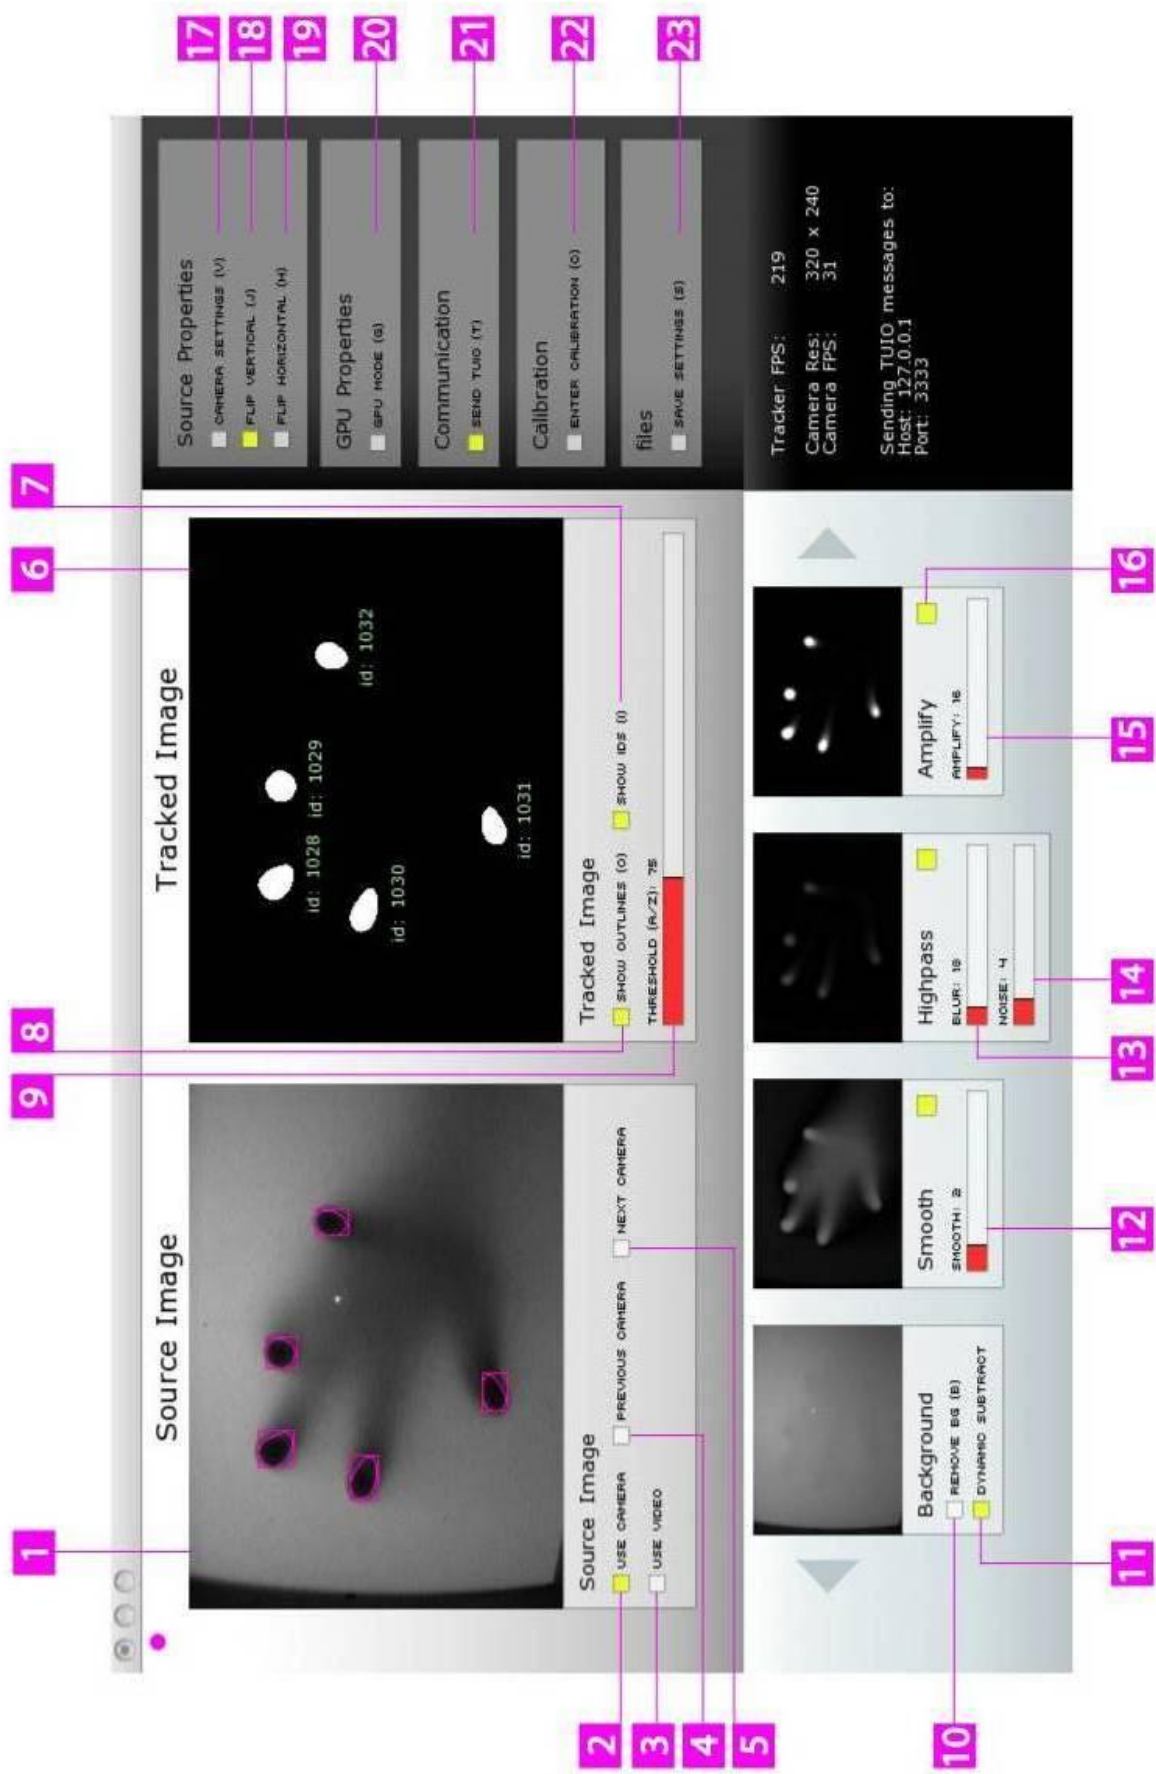 17
18
19
20
21
22
23
7
6
8
9
1
2
3
4
5
10
11
12
13
14
15
16
Source Image
Source Image
USE CAMERA
PREVIOUS CAMERA
NEXT CAMERA
USE VIDEO
Tracked Image
id: 1028
id: 1029
id: 1032
id: 1030
id: 1031
Tracked Image
SHOW OUTLINES (O)
SHOW IDS (I)
THRESHOLD (A/Z): 75
Source Properties
CAMERA SETTINGS (V)
FLIP VERTICAL (J)
FLIP HORIZONTAL (H)
GPU Properties
GPU MODE (G)
Communication
SEND TUIO (T)
Calibration
ENTER CALIBRATION (C)
files
SAVE SETTINGS (S)
Background
REMOVE BG (B)
DYNAMIC SUBTRACT
Smooth
SMOOTH: 2
Highpass
BLUR: 18
NOISE: 4
Amplify
AMPLIFY: 16
Tracker FPS: 219
Camera Res: 320 x 240
Camera FPS: 31
Sending TUIO messages to:
Host: 127.0.0.1
Port: 3333